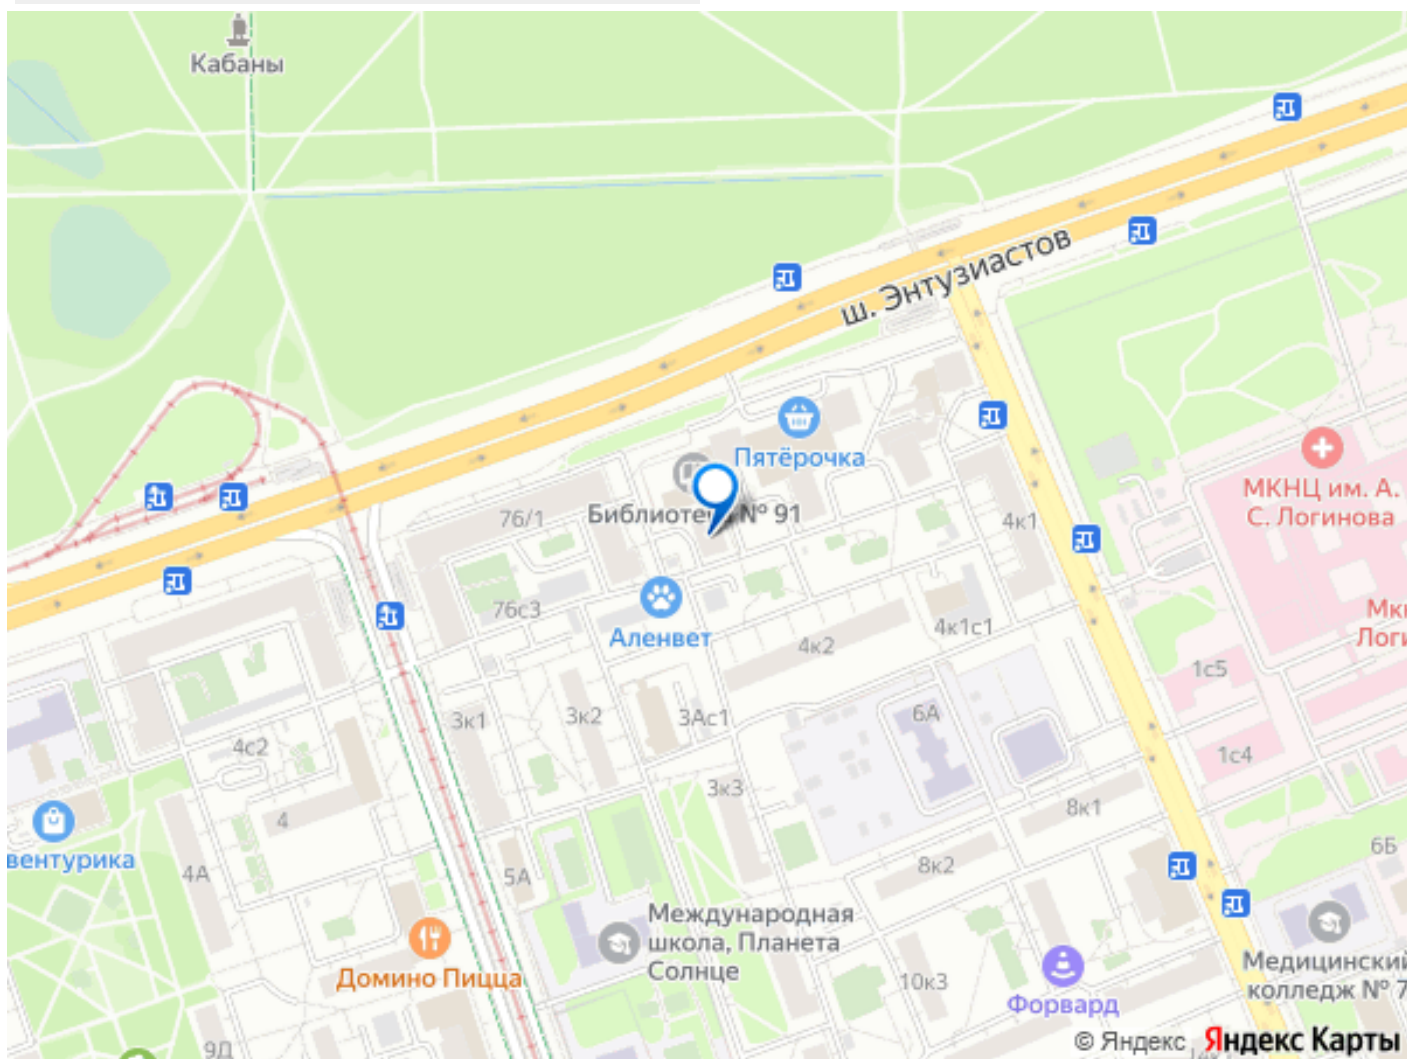 Кабаны
ш. Энтузиастов
Пятёрочка
МКНЦ им. А.
С. Логинова
76/1
Библиотека № 91
4к1
76с3
Аленвет
4к2
4к1с1
1с5
3к1
3к2
3Ас1
6А
4с2
1с4
3к3
8к1
4
вентурика
4А
5А
8к2
6Б
Международная
школа, Планета
Солнце
Домино Пицца
10к3
Форвард
Медицинский
колледж № 7
9Д
© Яндекс Яндекс Карты